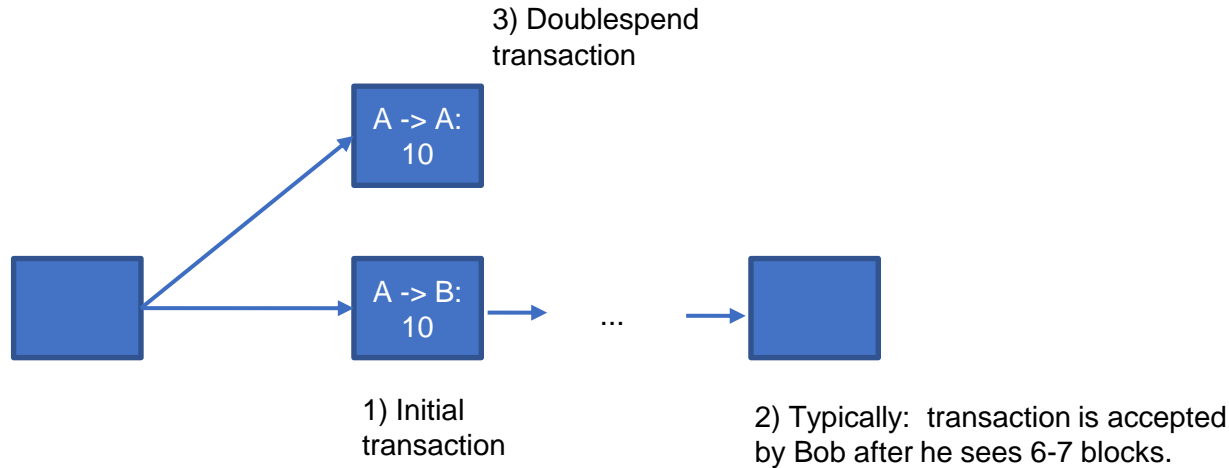 3) Doublespend
transaction
A -> A:
10
A -> B:
10
...
1) Initial
transaction
2) Typically: transaction is accepted
by Bob after he sees 6-7 blocks.